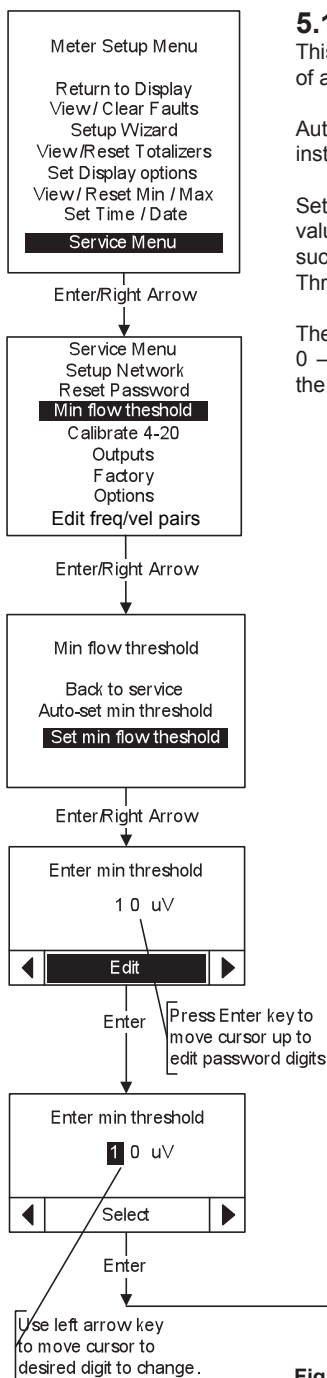 Meter Setup Menu
Return to Display
View / Clear Faults
Setup Wizard
View/Reset Totalizers
Set Display options
View / Reset Min / Max
Set Time / Date
Service Menu
Enter/Right Arrow
Service Menu
Setup Network
Reset Password
Min flow theshold
Calibrate 4-20
Outputs
Factory
Options
Edit freq/vel pairs
Enter/Right Arrow
Min flow threshold
Back to service
Auto-set min threshold
Set min flow theshold
Enter/Right Arrow
Enter min threshold
1 0 uV
Edit
Enter
Press Enter key to
move cursor up to
edit password digits
Enter min threshold
1 0 uV
Select
Enter
Use left arrow key
to move cursor to
desired digit to change.
5.1
This
of a
Set
The
0 –
the